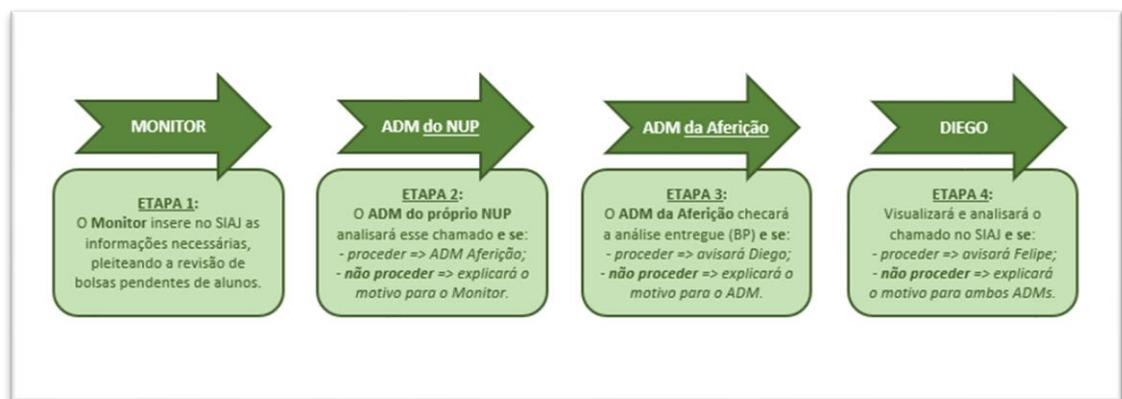 MONITOR
ETAPA 1:
O Monitor insere no SIAJ as
informações necessárias,
pleiteando a revisão de
bolsas pendentes de alunos.
ADM do NUP
ETAPA 2:
O ADM do próprio NUP
analisará esse chamado e se:
- proceder => ADM Aferição;
- não proceder => explicará o
motivo para o Monitor.
ADM da Aferição
ETAPA 3:
O ADM da Aferição checará
a análise entregue (BP) e se:
- proceder => avisará Diego;
- não proceder => explicará o
motivo para o ADM.
DIEGO
ETAPA 4:
Visualizará e analisará o
chamado no SIAJ e se:
- proceder => avisará Felipe;
- não proceder => explicará
o motivo para ambos ADMs.